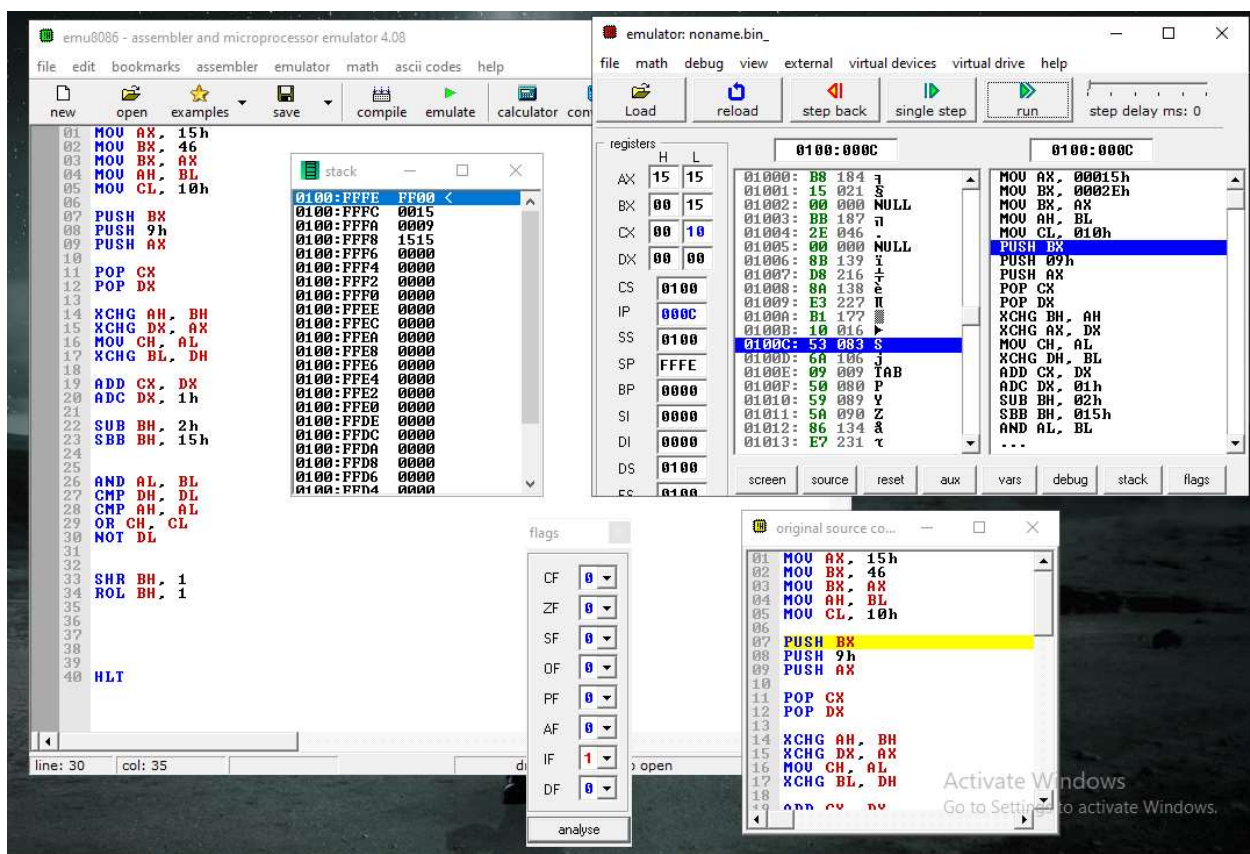 emu8086 - assembler and microprocessor emulator 4.08
file edit bookmarks assembler emulator math ascii codes help
new open examples save compile emulate calculator
01 MOV AX, 15h
02 MOV BX, 46
03 MOV BX, AX
04 MOV AH, BL
05 MOV CL, 10h
06
07 PUSH BX
08 PUSH 9h
09 PUSH AX
10
11 POP CX
12 POP DX
13
14 XCHG AH, BH
15 XCHG DX, AX
16 MOV CH, AL
17 XCHG BL, DH
18
19 ADD CX, DX
20 ADC DX, 1h
21
22 SUB BH, 2h
23 SBB BH, 15h
24
25
26 AND AL, BL
27 CMP DH, DL
28 CMP AH, AL
29 OR CH, CL
30 NOT DL
31
32
33 SHR BH, 1
34 ROL BH, 1
35
36
37
38
39
40 HLT
line: 30 col: 35
open
stack
0100:FFFE FF00 <
0100:FFFC 0015
0100:FFFA 0009
0100:FFF8 1515
0100:FFF6 0000
0100:FFF4 0000
0100:FFF2 0000
0100:FFF0 0000
0100:FFEE 0000
0100:FFEC 0000
0100:FFEA 0000
0100:FFE8 0000
0100:FFE6 0000
0100:FFE4 0000
0100:FFE2 0000
0100:FFE0 0000
0100:FFDE 0000
0100:FFDC 0000
0100:FFDA 0000
0100:FFD8 0000
0100:FFD6 0000
0100:FFD4 0000
emulator: noname.bin_
file math debug view external virtual devices virtual drive help
Load reload step back single step run step delay ms: 0
registers
H L
AX 15 15
BX 00 15
CX 00 10
DX 00 00
CS 0100
IP 000C
SS 0100
SP FFFE
BP 0000
SI 0000
DI 0000
DS 0100
ES 0100
0100:000C
01000: B8 184 ╕
01001: 15 021 §
01002: 00 000 NULL
01003: BB 187 ╗
01004: 2E 046 .
01005: 00 000 NULL
01006: 8B 139 ï
01007: D8 216 ╪
01008: 8A 138 è
01009: E3 227 π
0100A: B1 177 ▒
0100B: 10 016 ►
0100C: 53 083 S
0100D: 6A 106 j
0100E: 09 009 TAB
0100F: 50 080 P
01010: 59 089 Y
01011: 5A 090 Z
01012: 86 134 å
01013: E7 231 τ
0100:000C
MOV AX, 00015h
MOV BX, 0002Eh
MOV BX, AX
MOV AH, BL
MOV CL, 010h
PUSH BX
PUSH 09h
PUSH AX
POP CX
POP DX
XCHG BH, AH
XCHG AX, DX
MOV CH, AL
XCHG DH, BL
ADD CX, DX
ADC DX, 01h
SUB BH, 02h
SBB BH, 015h
AND AL, BL
...
screen source reset aux vars debug stack flags
flags
CF 0
ZF 0
SF 0
OF 0
PF 0
AF 0
IF 1
DF 0
analyse
original source co...
01 MOV AX, 15h
02 MOV BX, 46
03 MOV BX, AX
04 MOV AH, BL
05 MOV CL, 10h
06
07 PUSH BX
08 PUSH 9h
09 PUSH AX
10
11 POP CX
12 POP DX
13
14 XCHG AH, BH
15 XCHG DX, AX
16 MOV CH, AL
17 XCHG BL, DH
18
19 ADD CX, DX
Activate Windows
Go to Settings to activate Windows.